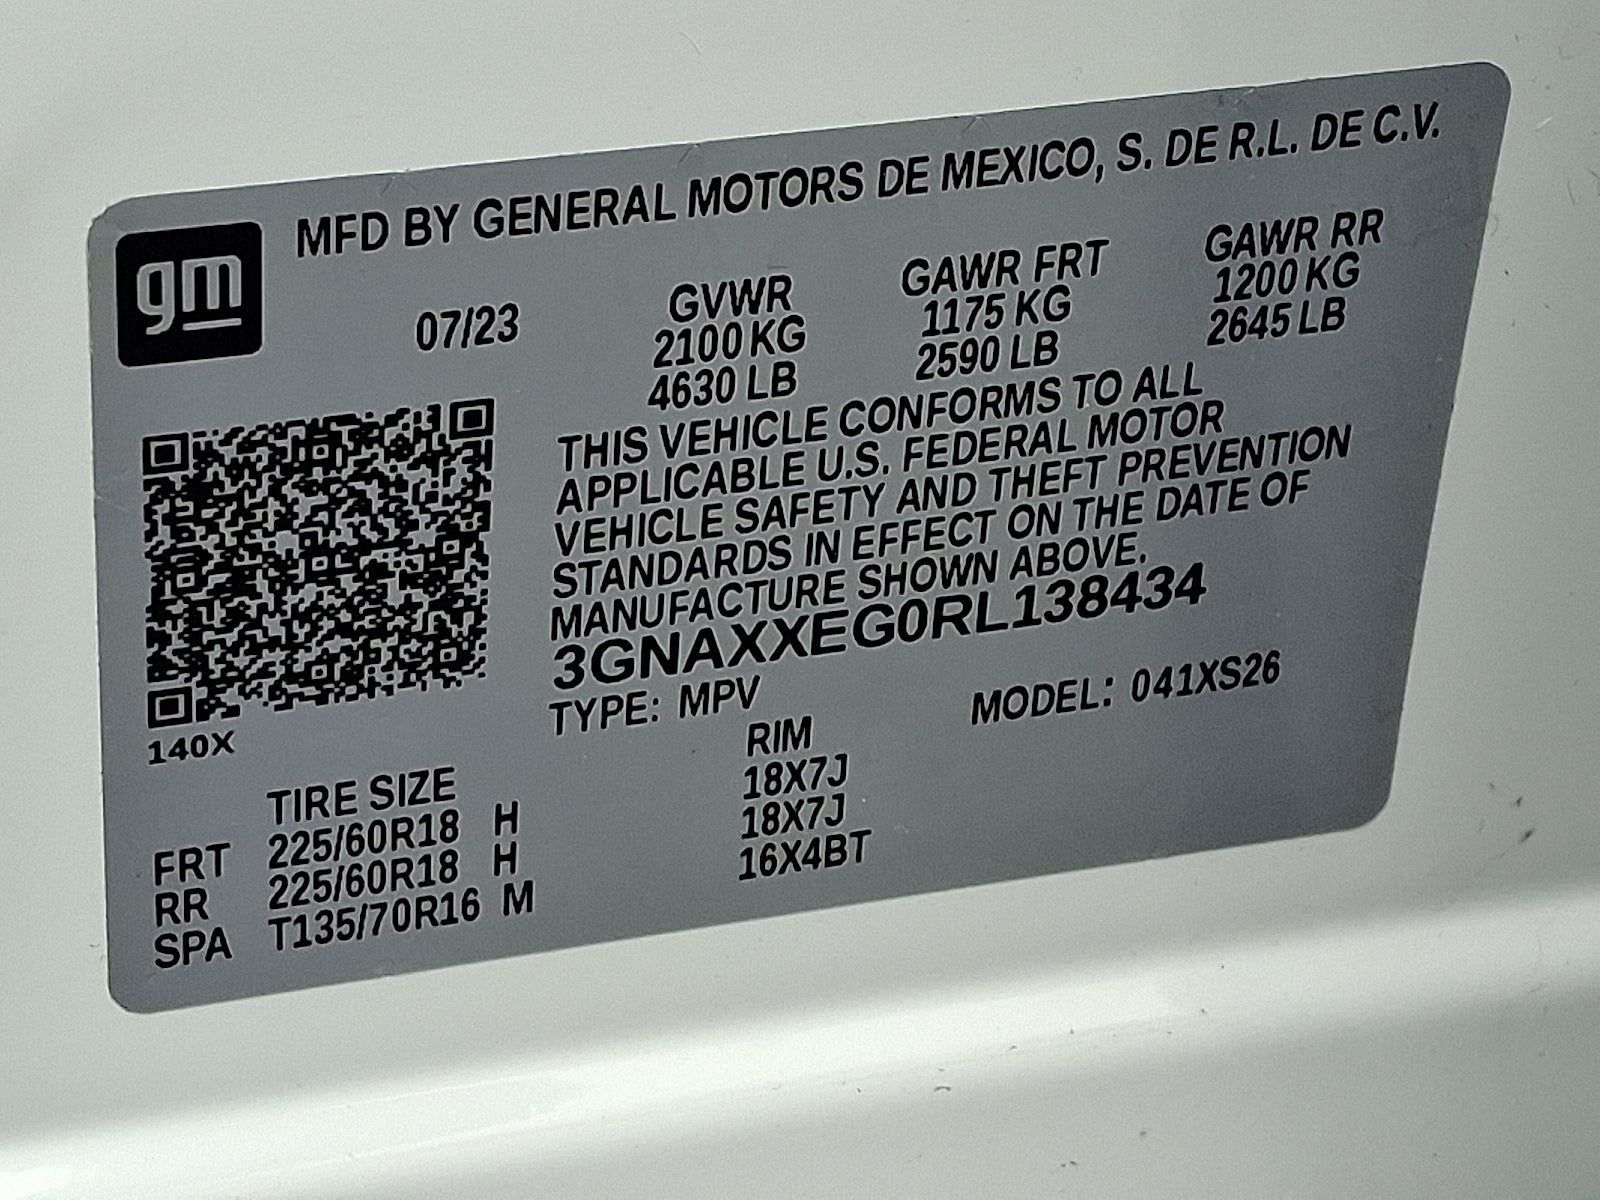 MFD BY GENERAL MOTORS DE MEXICO, S. DE R.L. DE C.V.
gm
07/23
GVWR GAWR FRT GAWR RR
2100 KG 1175 KG 1200 KG
4630 LB 2590 LB 2645 LB
THIS VEHICLE CONFORMS TO ALL
APPLICABLE U.S. FEDERAL MOTOR
VEHICLE SAFETY AND THEFT PREVENTION
STANDARDS IN EFFECT ON THE DATE OF
MANUFACTURE SHOWN ABOVE.
3GNAXXEG0RL138434
TYPE: MPV MODEL: 041XS26
140X
TIRE SIZE RIM
FRT 225/60R18 H 18X7J
RR 225/60R18 H 18X7J
SPA T135/70R16 M 16X4BT